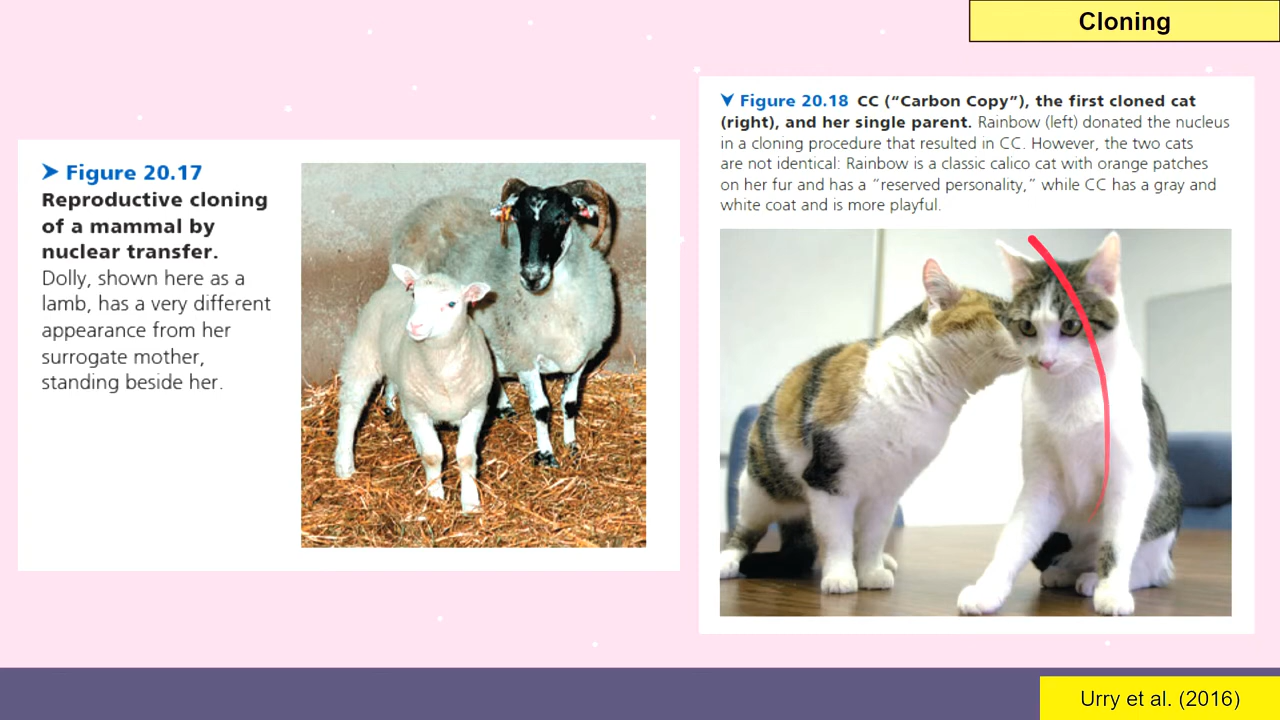 Cloning
➤ Figure 20.17
Reproductive cloning
of a mammal by
nuclear transfer.
Dolly, shown here as a
lamb, has a very different
appearance from her
surrogate mother,
standing beside her.
⮟ Figure 20.18 CC (“Carbon Copy”), the first cloned cat
(right), and her single parent. Rainbow (left) donated the nucleus
in a cloning procedure that resulted in CC. However, the two cats
are not identical: Rainbow is a classic calico cat with orange patches
on her fur and has a “reserved personality,” while CC has a gray and
white coat and is more playful.
Urry et al. (2016)